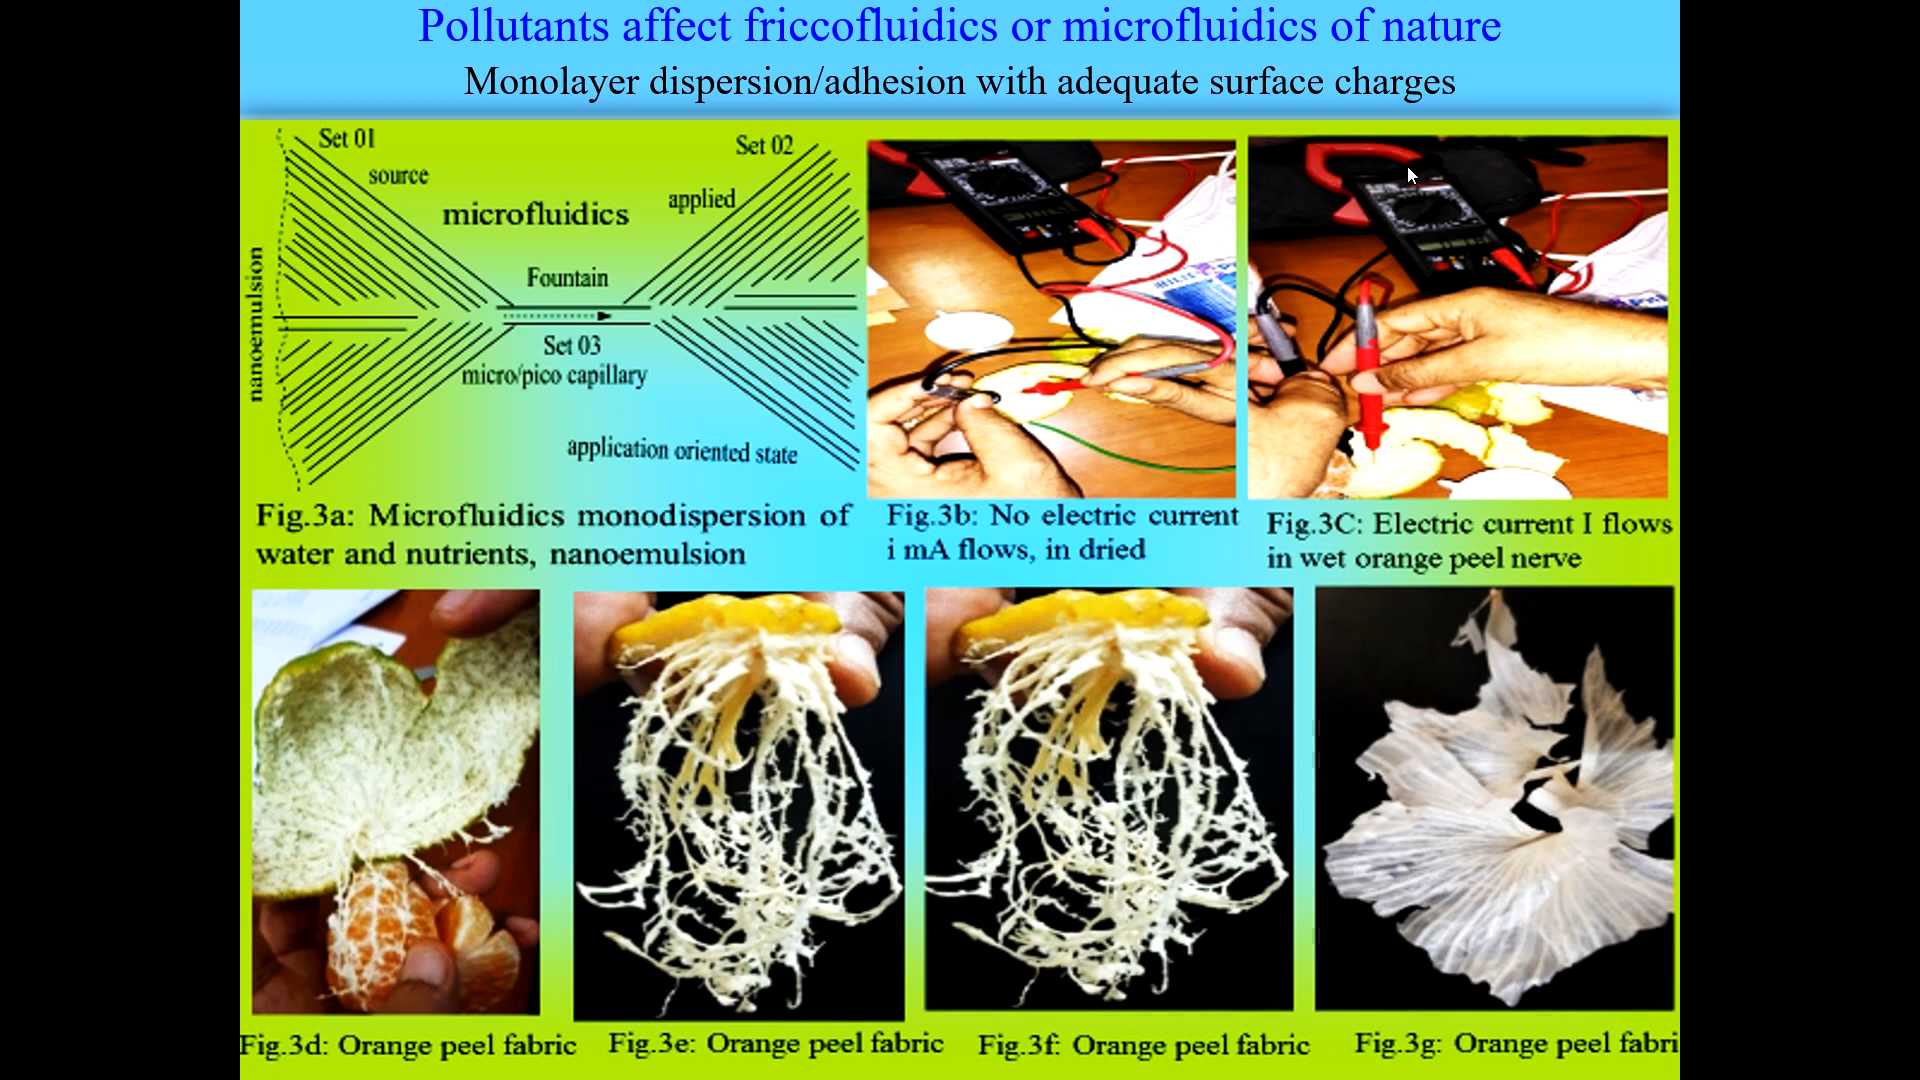 Pollutants affect friccofluidics or microfluidics of nature
Monolayer dispersion/adhesion with adequate surface charges
Set 01
source
Set 02
applied
microfluidics
nanoemulsion
Fountain
Set 03
micro/pico capillary
application oriented state
Fig.3a: Microfluidics monodispersion of
water and nutrients, nanoemulsion
Fig.3b: No electric current
i mA flows, in dried
Fig.3C: Electric current I flows
in wet orange peel nerve
Fig.3d: Orange peel fabric
Fig.3e: Orange peel fabric
Fig.3f: Orange peel fabric
Fig.3g: Orange peel fabri